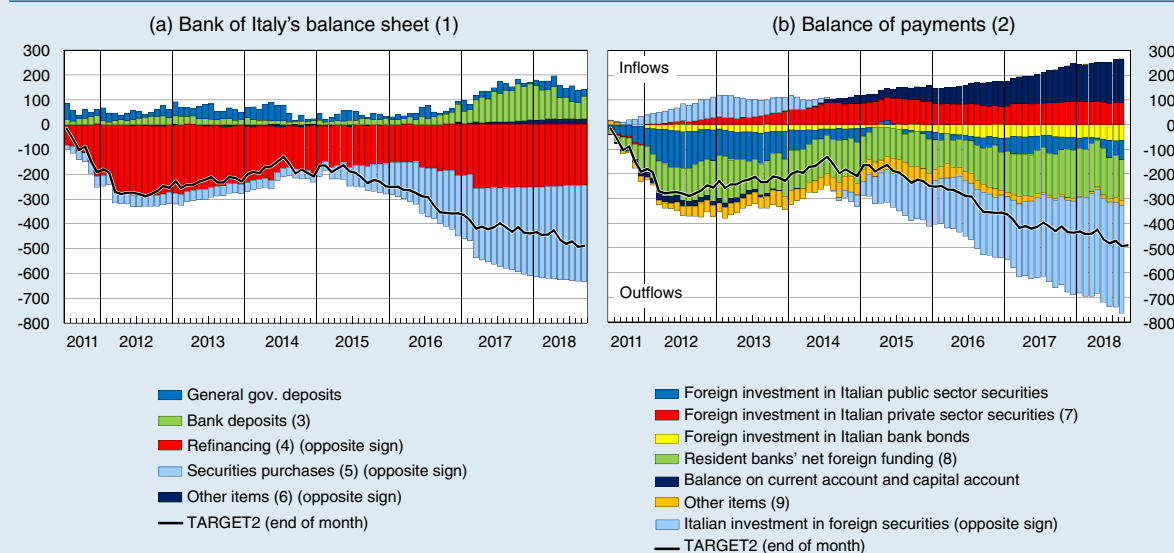 (a) Bank of Italy's balance sheet (1)
300
200
100
0
-100
-200
-300
-400
-500
-600
-700
-800
2011 2012 2013 2014 2015 2016 2017 2018
General gov. deposits
Bank deposits (3)
Refinancing (4) (opposite sign)
Securities purchases (5) (opposite sign)
Other items (6) (opposite sign)
TARGET2 (end of month)
(b) Balance of payments (2)
Inflows
Outflows
300
200
100
0
-100
-200
-300
-400
-500
-600
-700
-800
2011 2012 2013 2014 2015 2016 2017 2018
Foreign investment in Italian public sector securities
Foreign investment in Italian private sector securities (7)
Foreign investment in Italian bank bonds
Resident banks' net foreign funding (8)
Balance on current account and capital account
Other items (9)
Italian investment in foreign securities (opposite sign)
TARGET2 (end of month)